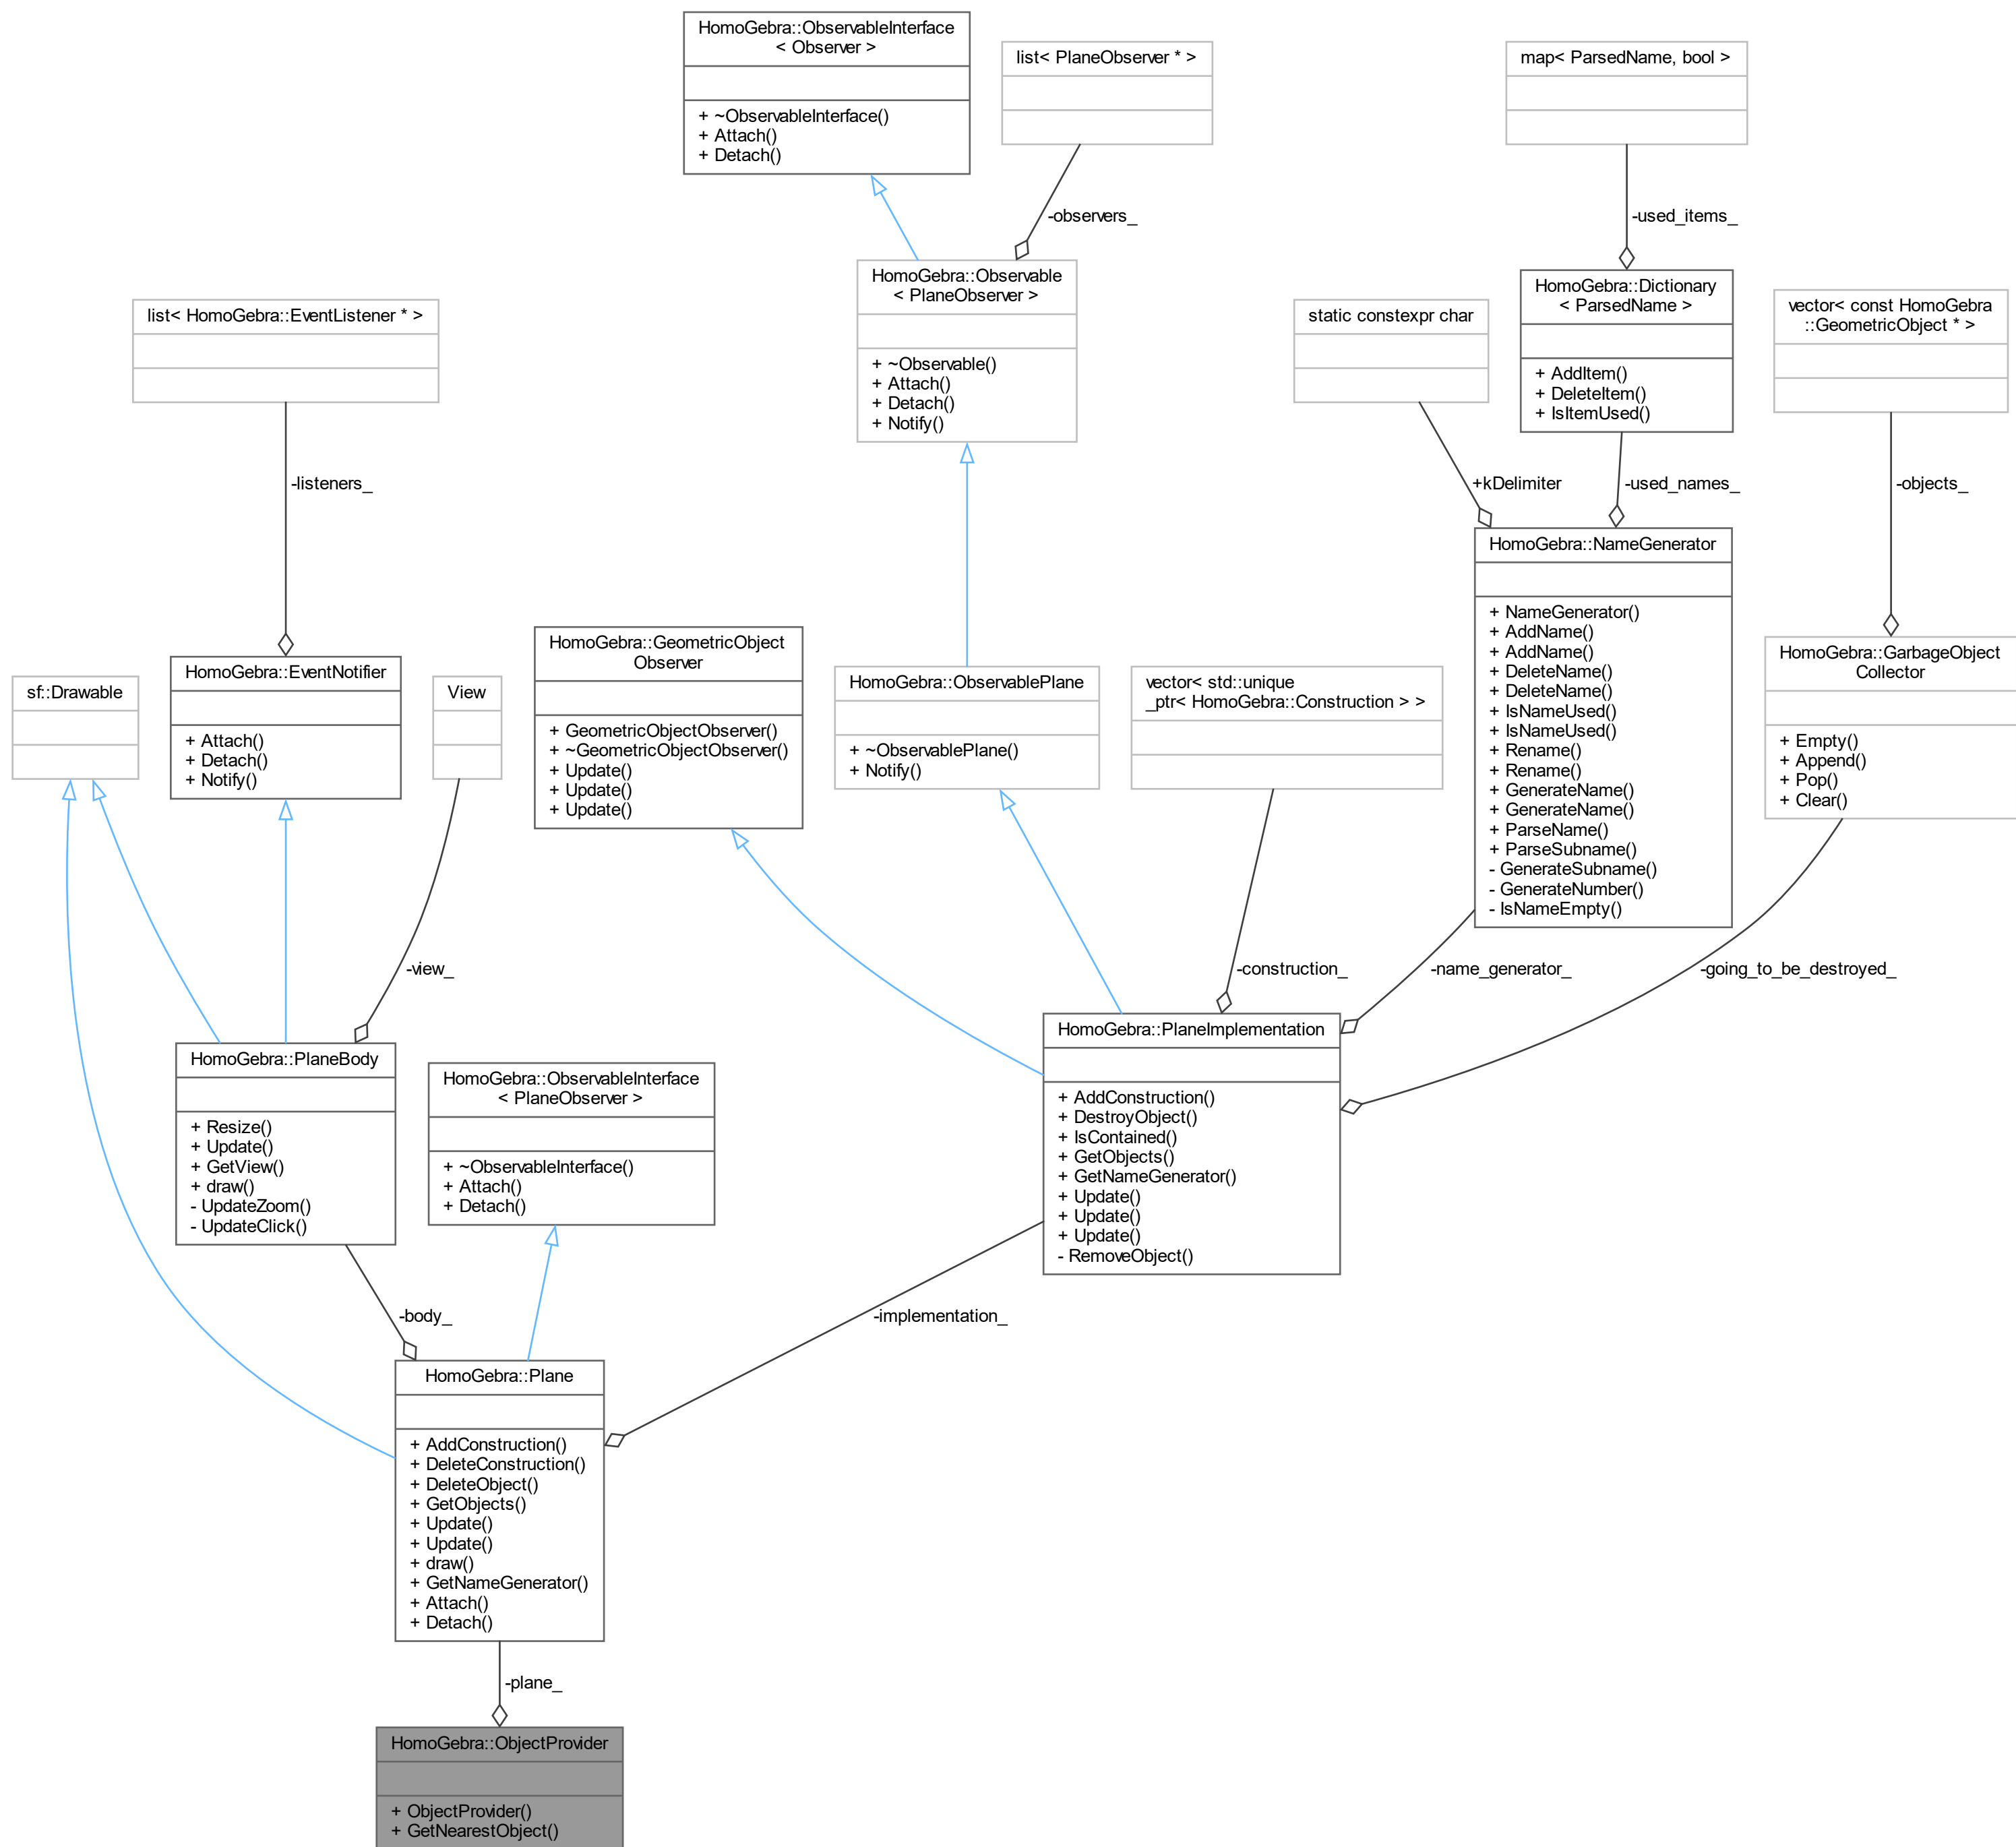 HomoGebra::ObservableInterface
< Observer >
+ ~ObservableInterface()
+ Attach()
+ Detach()
list< PlaneObserver * >
map< ParsedName, bool >
-observers_
-used_items_
HomoGebra::Observable
< PlaneObserver >
+ ~Observable()
+ Attach()
+ Detach()
+ Notify()
HomoGebra::Dictionary
< ParsedName >
+ AddItem()
+ DeleteItem()
+ IsItemUsed()
list< HomoGebra::EventListener * >
static constexpr char
vector< const HomoGebra
::GeometricObject * >
-listeners_
+kDelimiter
-used_names_
-objects_
HomoGebra::NameGenerator
+ NameGenerator()
+ AddName()
+ AddName()
+ DeleteName()
+ DeleteName()
+ IsNameUsed()
+ IsNameUsed()
+ Rename()
+ Rename()
+ GenerateName()
+ GenerateName()
+ ParseName()
+ ParseSubname()
- GenerateSubname()
- GenerateNumber()
- IsNameEmpty()
HomoGebra::GarbageObject
Collector
+ Empty()
+ Append()
+ Pop()
+ Clear()
sf::Drawable
HomoGebra::EventNotifier
+ Attach()
+ Detach()
+ Notify()
View
HomoGebra::GeometricObject
Observer
+ GeometricObjectObserver()
+ ~GeometricObjectObserver()
+ Update()
+ Update()
+ Update()
HomoGebra::ObservablePlane
+ ~ObservablePlane()
+ Notify()
vector< std::unique
_ptr< HomoGebra::Construction > >
-view_
-construction_
-name_generator_
-going_to_be_destroyed_
HomoGebra::PlaneBody
+ Resize()
+ Update()
+ GetView()
+ draw()
- UpdateZoom()
- UpdateClick()
HomoGebra::ObservableInterface
< PlaneObserver >
+ ~ObservableInterface()
+ Attach()
+ Detach()
HomoGebra::PlaneImplementation
+ AddConstruction()
+ DestroyObject()
+ IsContained()
+ GetObjects()
+ GetNameGenerator()
+ Update()
+ Update()
+ Update()
- RemoveObject()
-body_
-implementation_
HomoGebra::Plane
+ AddConstruction()
+ DeleteConstruction()
+ DeleteObject()
+ GetObjects()
+ Update()
+ Update()
+ draw()
+ GetNameGenerator()
+ Attach()
+ Detach()
-plane_
HomoGebra::ObjectProvider
+ ObjectProvider()
+ GetNearestObject()